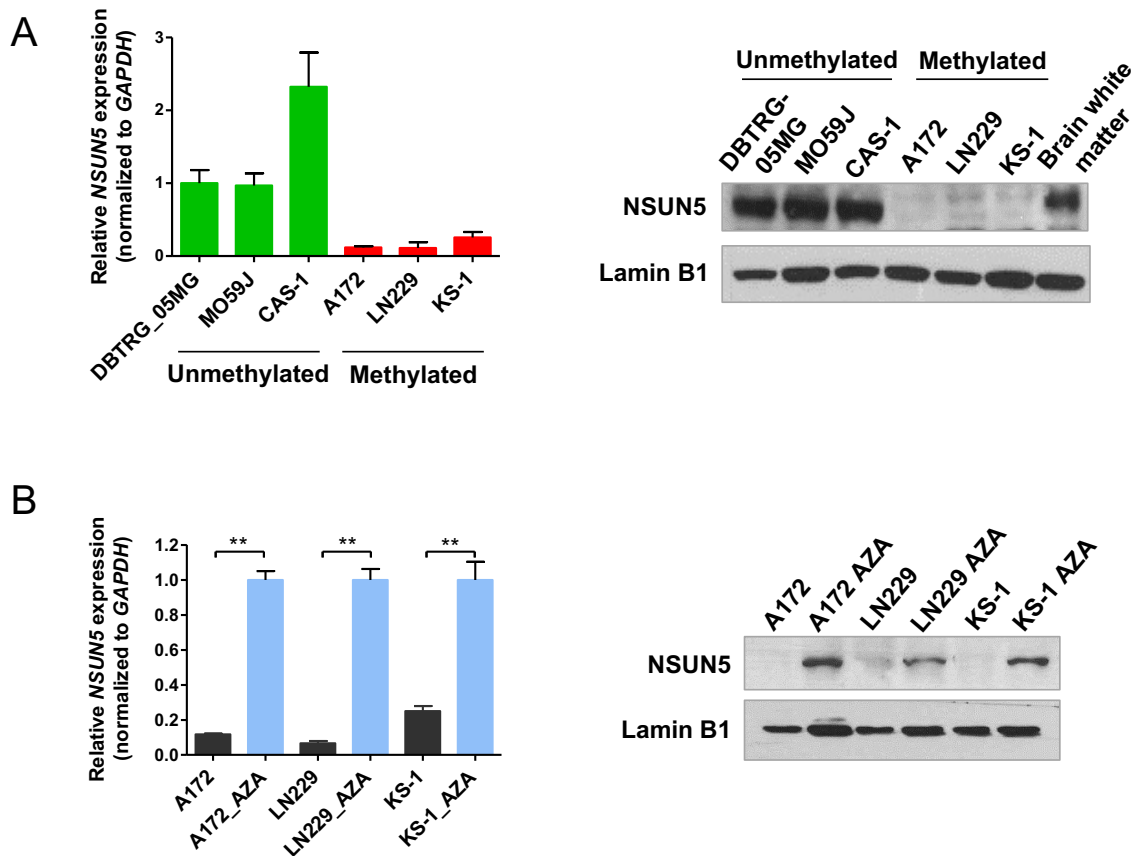 A
Relative NSUN5 expression
(normalized to GAPDH)
3
2
1
0
DBTRG_05MG
MO59J
CAS-1
A172
LN229
KS-1
Unmethylated
Methylated
Unmethylated
Methylated
DBTRG-
05MG
MO59J
CAS-1
A172
LN229
KS-1
Brain white
matter
NSUN5
Lamin B1
B
Relative NSUN5 expression
(normalized to GAPDH)
1.2
1.0
0.8
0.6
0.4
0.2
0.0
**
**
**
A172
A172_AZA
LN229
LN229_AZA
KS-1
KS-1_AZA
A172
A172 AZA
LN229
LN229 AZA
KS-1
KS-1 AZA
NSUN5
Lamin B1